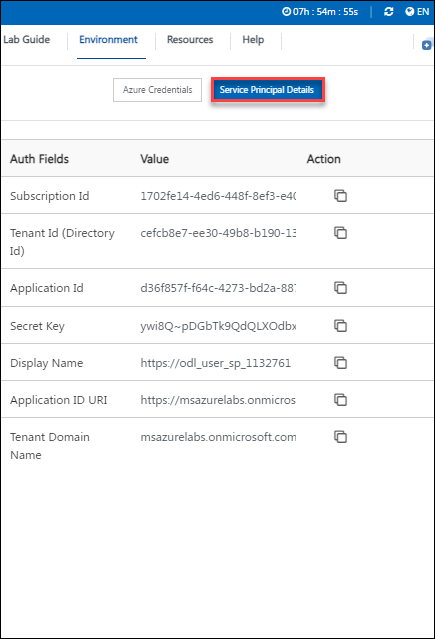 07h : 54m : 55s EN
Lab Guide Environment Resources Help
Azure Credentials Service Principal Details
Auth Fields Value Action
Subscription Id 1702fe14-4ed6-448f-8ef3-e40
Tenant Id (Directory Id) cefcb8e7-ee30-49b8-b190-13
Application Id d36f857f-f64c-4273-bd2a-887
Secret Key ywi8Q~pDGbTk9QdQLXOdbx
Display Name https://odl_user_sp_1132761
Application ID URI https://msazurelabs.onmicros
Tenant Domain Name msazurelabs.onmicrosoft.com